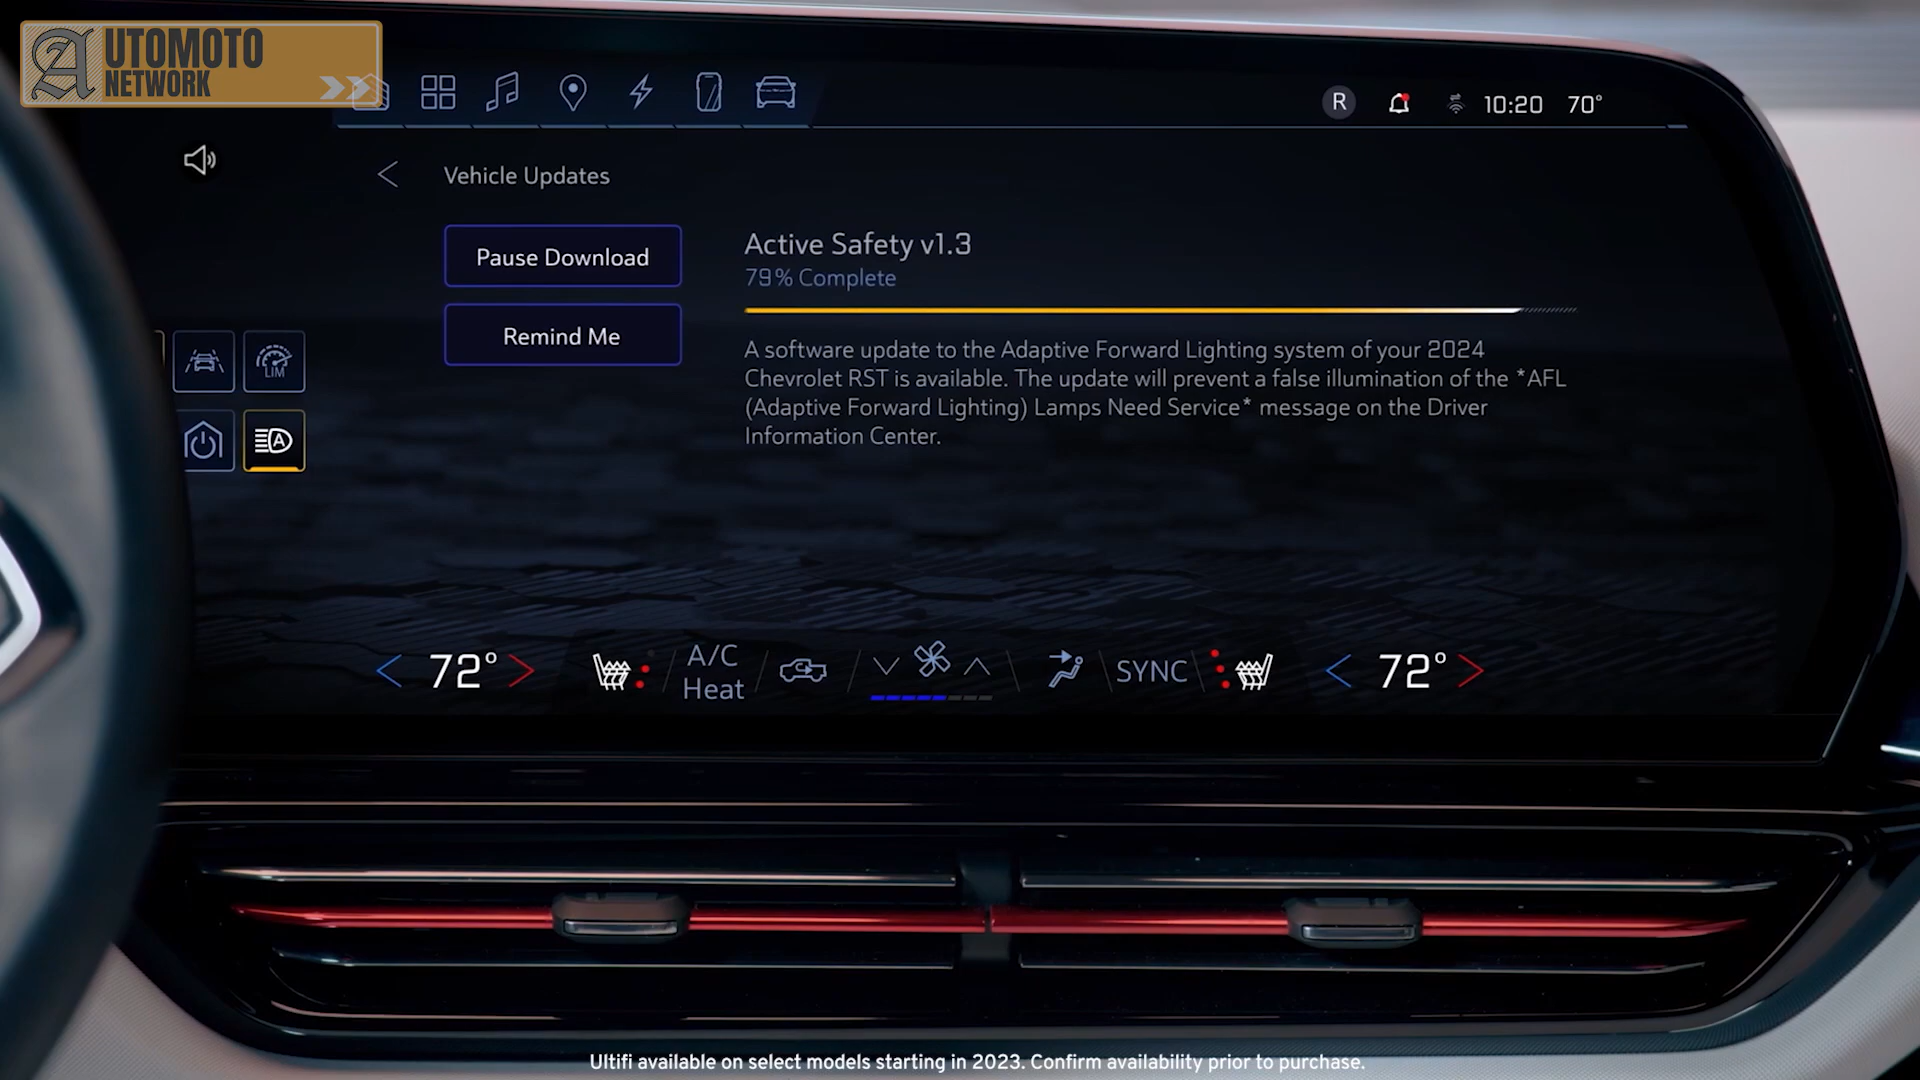 AUTOMOTO
NETWORK
R
10:20
70°
Vehicle Updates
Pause Download
Remind Me
Active Safety v1.3
79% Complete
A software update to the Adaptive Forward Lighting system of your 2024
Chevrolet RST is available. The update will prevent a false illumination of the *AFL
(Adaptive Forward Lighting) Lamps Need Service* message on the Driver
Information Center.
LIM
A
72°
A/C
Heat
SYNC
72°
Ultifi available on select models starting in 2023. Confirm availability prior to purchase.